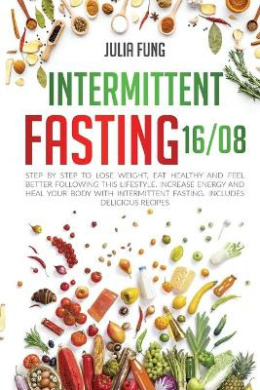 JULIA FUNG
INTERMITTENT
FASTING 16/08
STEP BY STEP TO LOSE WEIGHT, EAT HEALTHY AND FEEL
BETTER FOLLOWING THIS LIFESTYLE. INCREASE ENERGY AND
HEAL YOUR BODY WITH INTERMITTENT FASTING. INCLUDES
DELICIOUS RECIPES